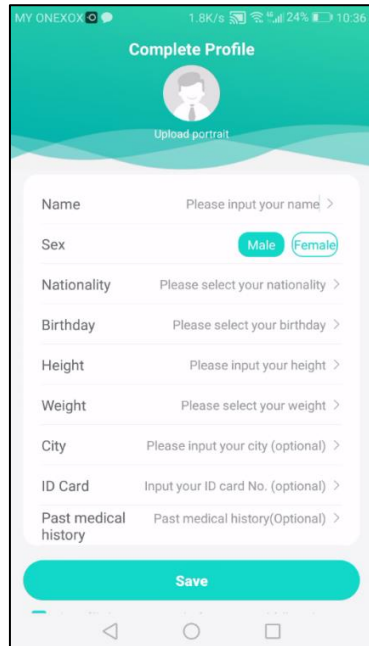 MY ONEXOX 1.8K/s 4G 24% 10:36
Complete Profile
Upload portrait
Name Please input your name
Sex Male Female
Nationality Please select your nationality
Birthday Please select your birthday
Height Please input your height
Weight Please select your weight
City Please input your city (optional)
ID Card Input your ID card No. (optional)
Past medical history Past medical history(Optional)
Save